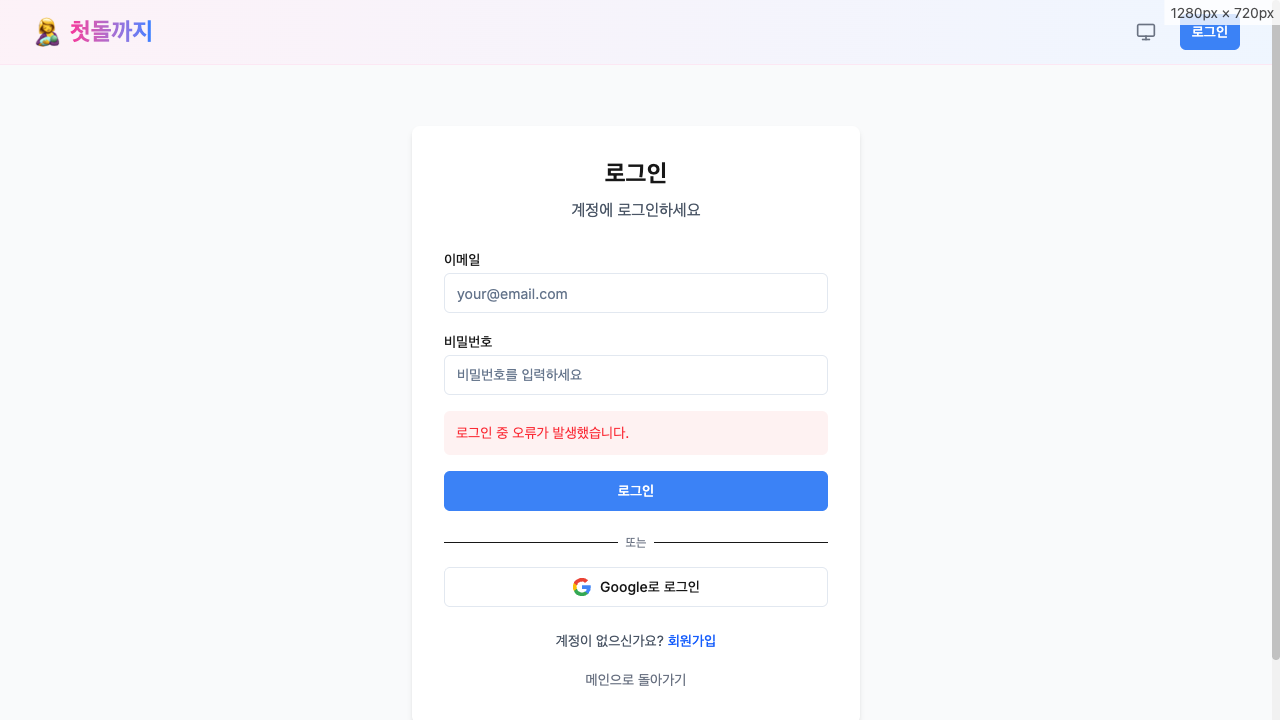 첫돌까지
1280px × 720px
로그인
로그인
계정에 로그인하세요
이메일
your@email.com
비밀번호
비밀번호를 입력하세요
로그인 중 오류가 발생했습니다.
로그인
또는
Google로 로그인
계정이 없으신가요? 회원가입
메인으로 돌아가기